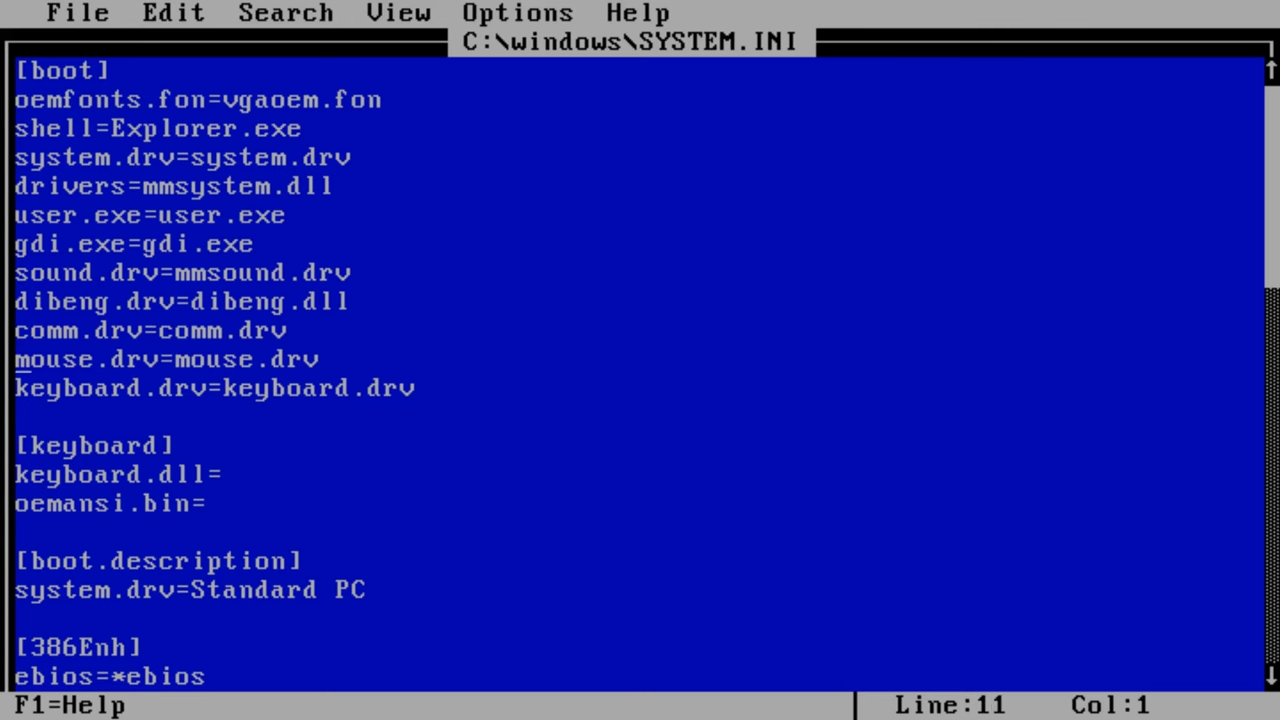 File Edit Search View Options Help
C:\windows\SYSTEM.INI
[boot]
oemfonts.fon=vgaoem.fon
shell=Explorer.exe
system.drv=system.drv
drivers=mmsystem.dll
user.exe=user.exe
gdi.exe=gdi.exe
sound.drv=mmsound.drv
dibeng.drv=dibeng.dll
comm.drv=comm.drv
mouse.drv=mouse.drv
keyboard.drv=keyboard.drv
[keyboard]
keyboard.dll=
oemansi.bin=
[boot.description]
system.drv=Standard PC
[386Enh]
ebios=*ebios
F1=Help Line:11 Col:1